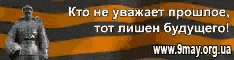 Кто не уважает прошлое,
тот лишен будущего!
www.9may.org.ua